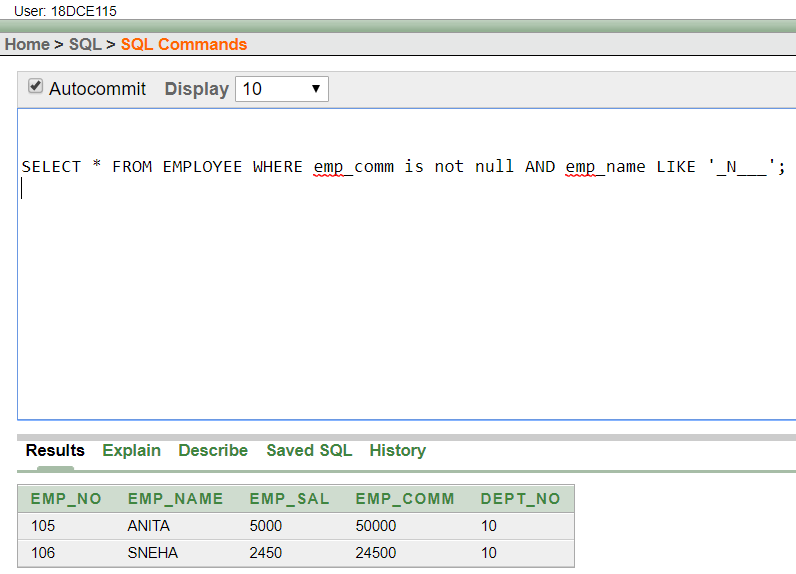 User: 18DCE115
Home > SQL > SQL Commands
Autocommit Display 10
SELECT * FROM EMPLOYEE WHERE emp_comm is not null AND emp_name LIKE '_N___';
Results Explain Describe Saved SQL History
EMP_NO EMP_NAME EMP_SAL EMP_COMM DEPT_NO
105 ANITA 5000 50000 10
106 SNEHA 2450 24500 10